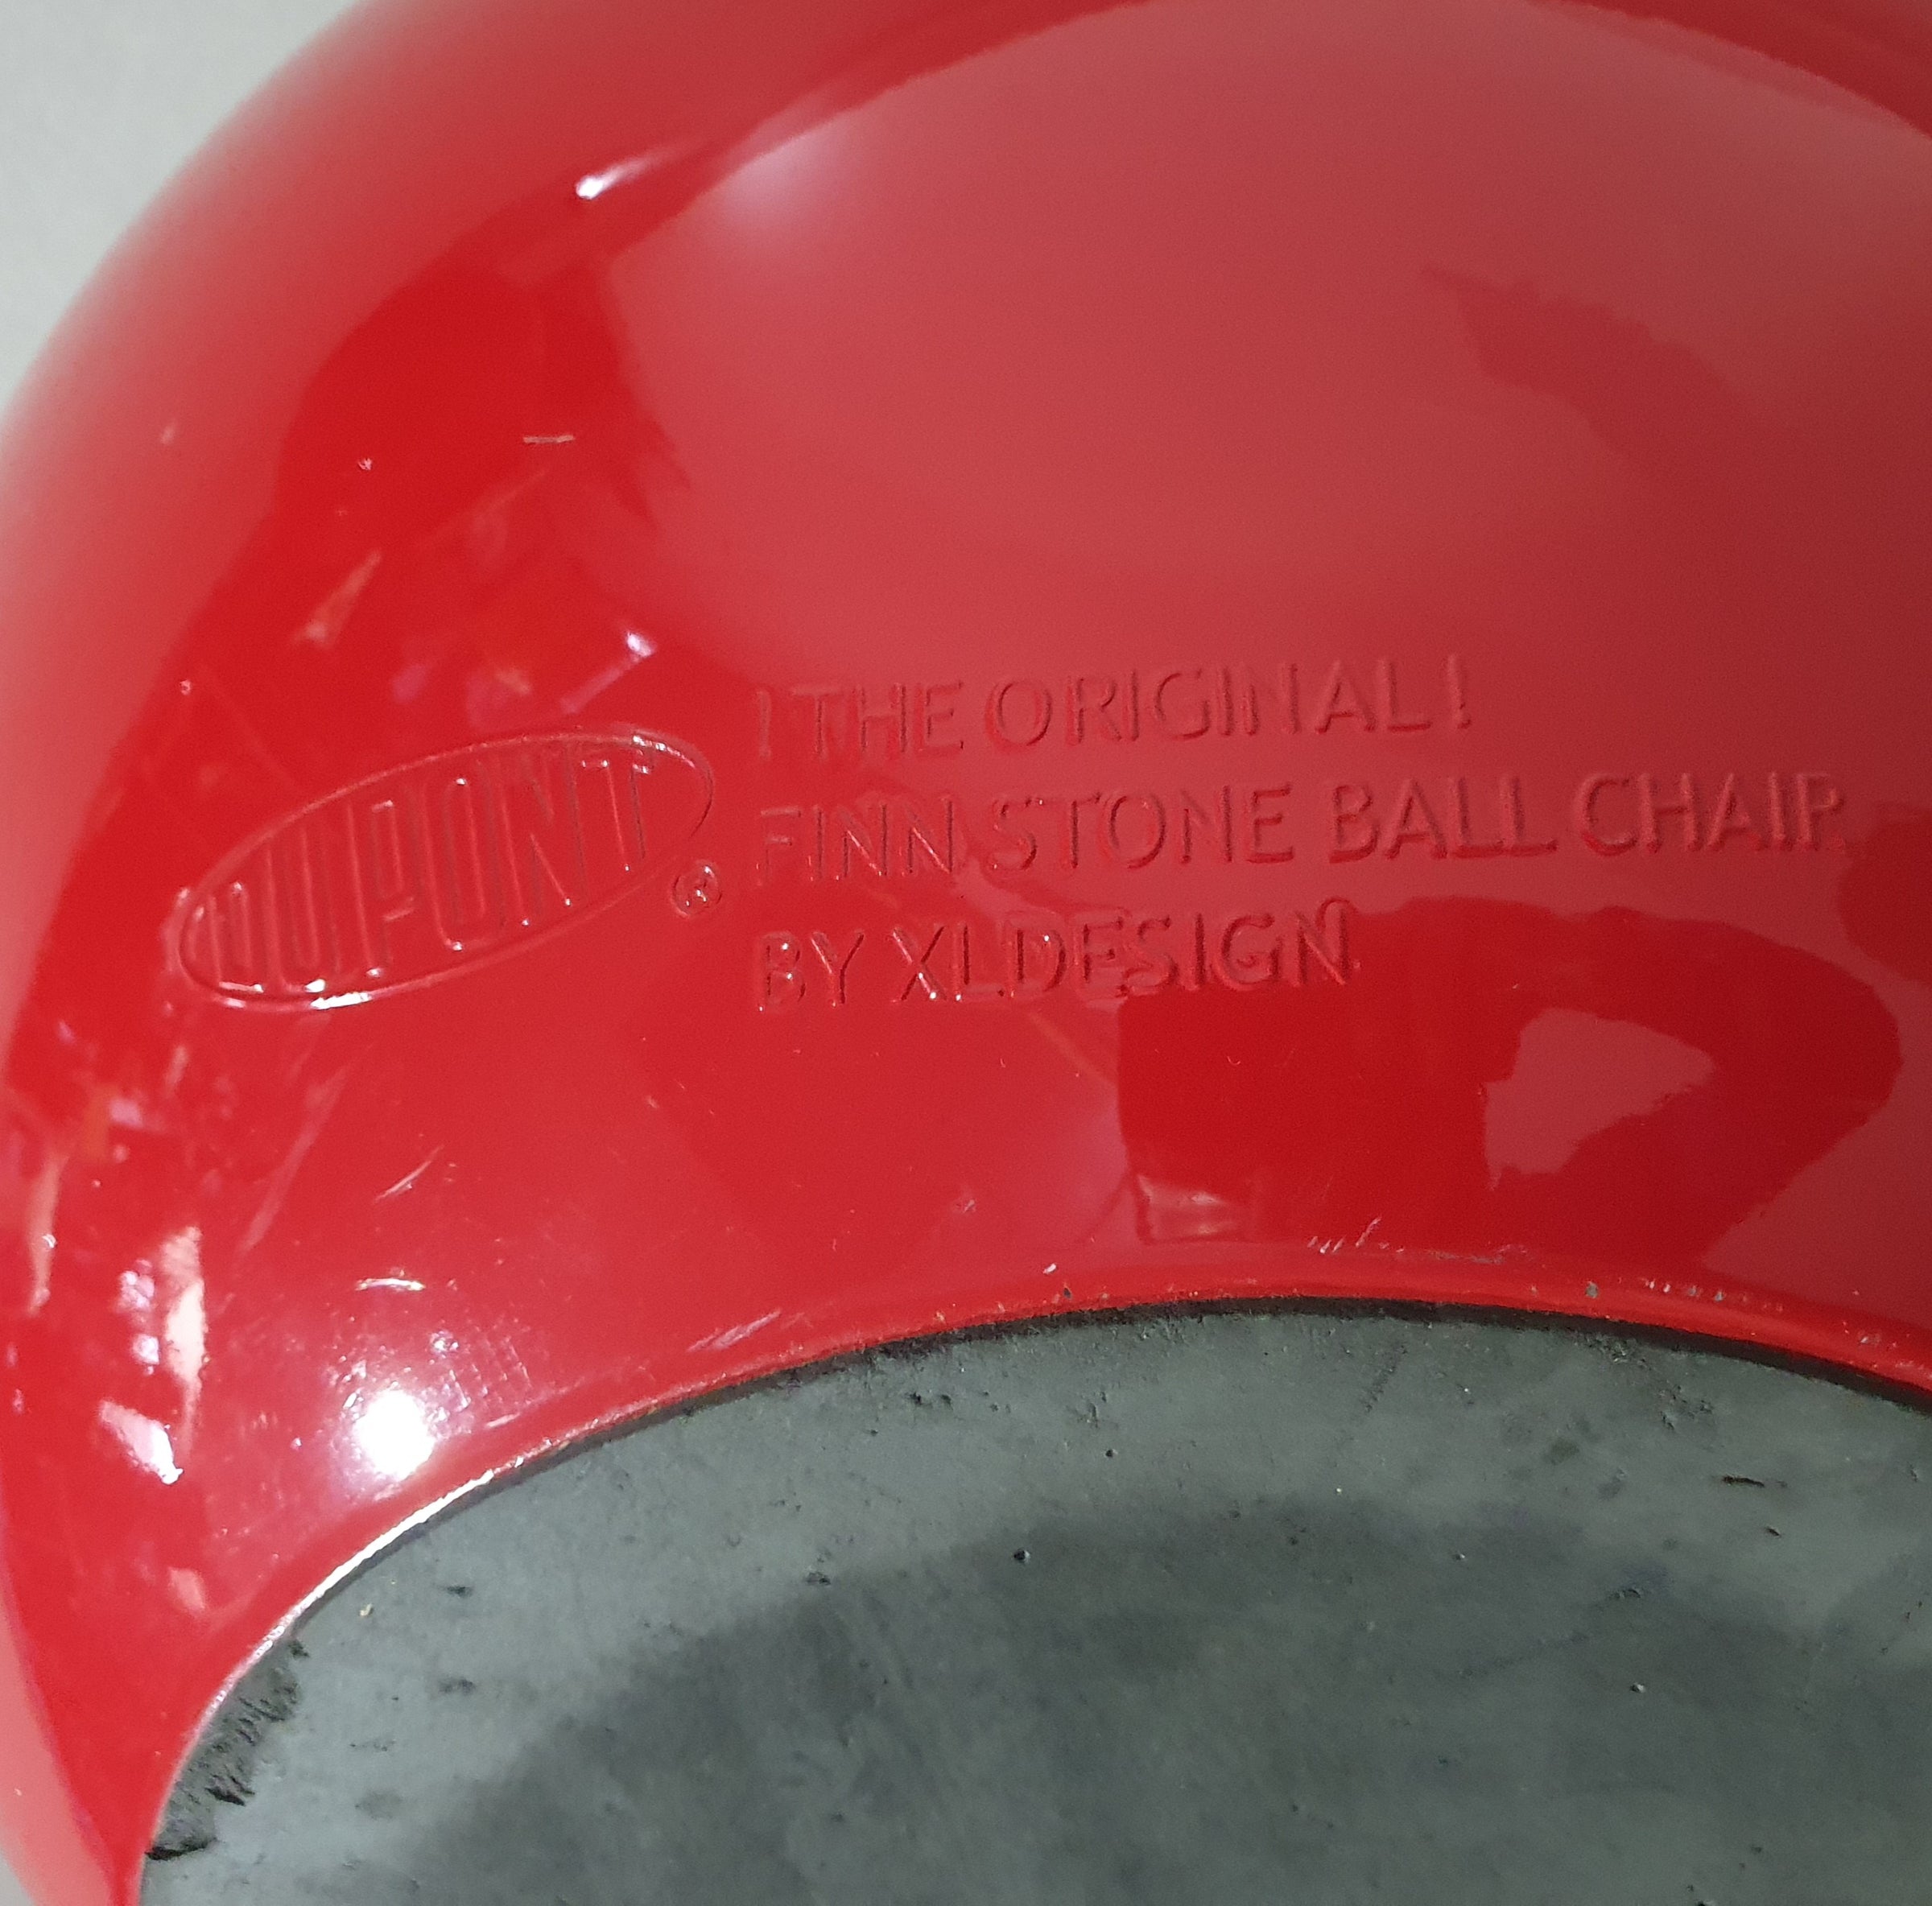 DUPONT®
! THE ORIGINAL !
FINN STONE BALL CHAIR
BY XLDESIGN